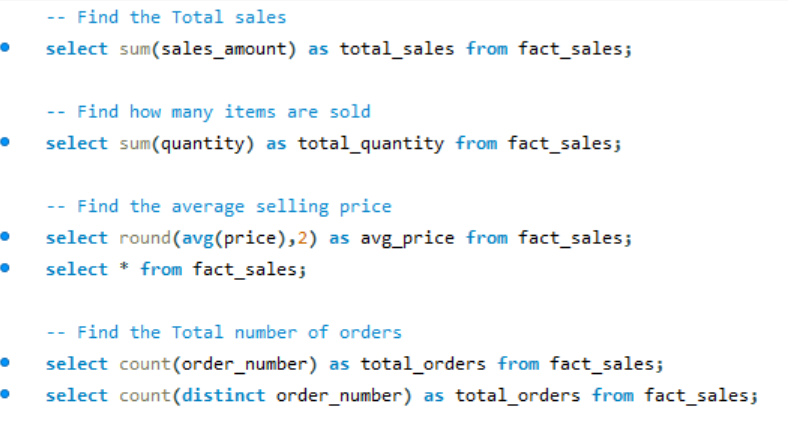 -- Find the Total sales
select sum(sales_amount) as total_sales from fact_sales;
-- Find how many items are sold
select sum(quantity) as total_quantity from fact_sales;
-- Find the average selling price
select round(avg(price),2) as avg_price from fact_sales;
select * from fact_sales;
-- Find the Total number of orders
select count(order_number) as total_orders from fact_sales;
select count(distinct order_number) as total_orders from fact_sales;